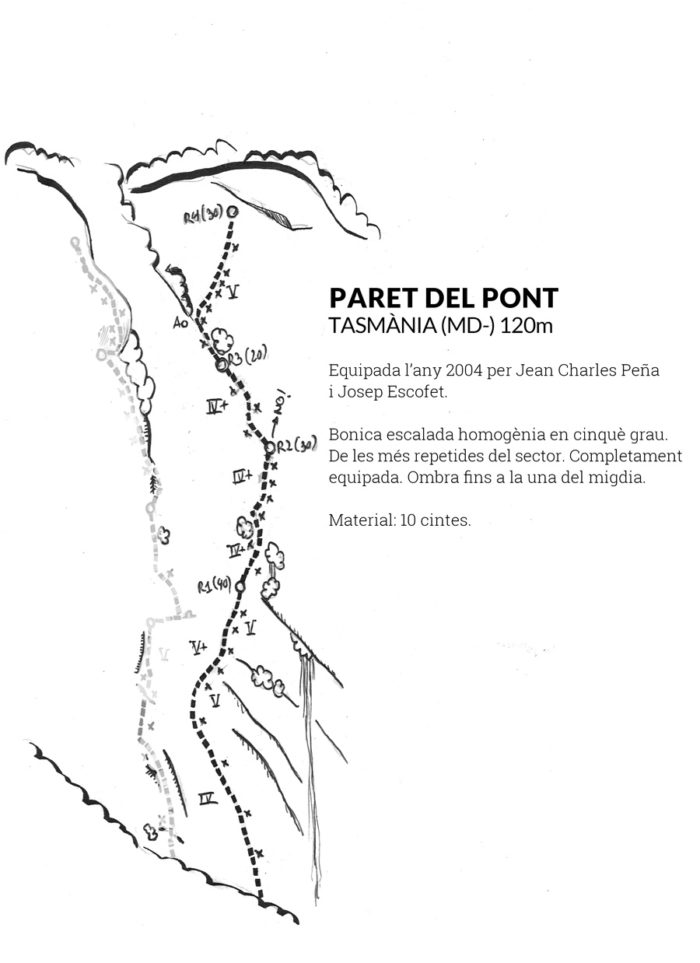 R4(30)
V
A0
R3(20)
IV+
20!
R2(30)
IV+
IV+
R1(40)
V
V+
V
V
IV
PARET DEL PONT
TASMÀNIA (MD-) 120m
Equipada l’any 2004 per Jean Charles Peña
i Josep Escofet.
Bonica escalada homogènia en cinquè grau.
De les més repetides del sector. Completament
equipada. Ombra fins a la una del migdia.
Material: 10 cintes.